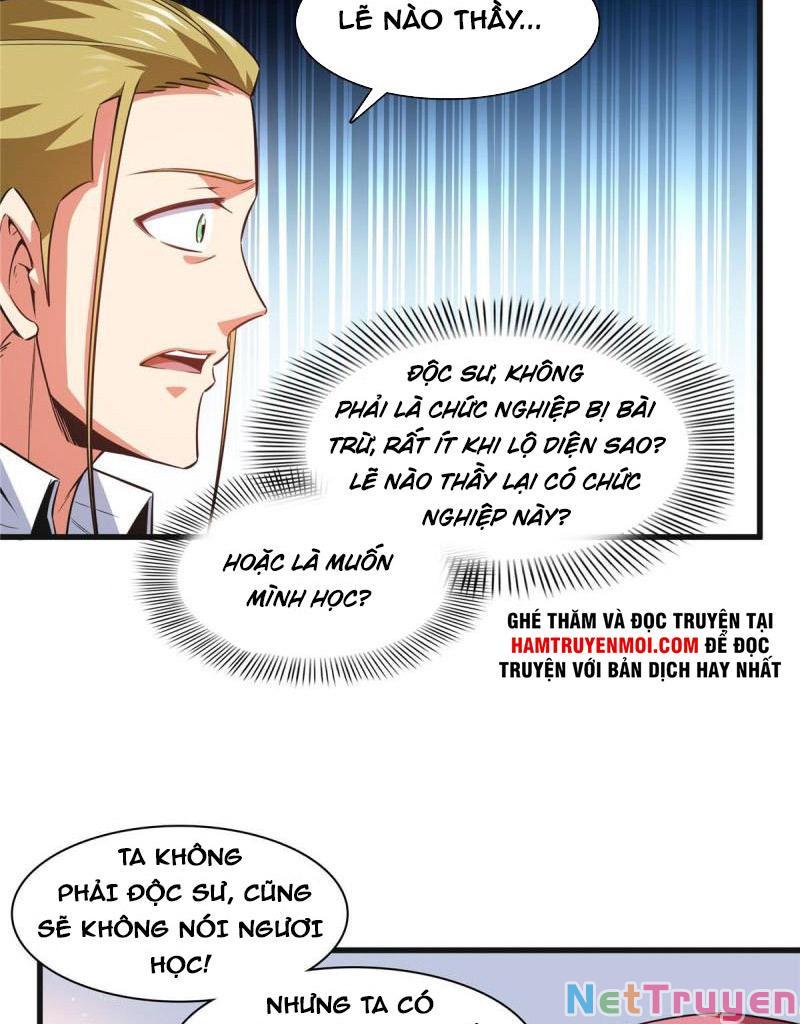 LẼ NÀO THẦY...
ĐỘC SƯ, KHÔNG
PHẢI LÀ CHỨC NGHIỆP BỊ BÀI
TRỪ, RẤT ÍT KHI LỘ DIỆN SAO?
LẼ NÀO THẦY LẠI CÓ CHỨC
NGHIỆP NÀY?
HOẶC LÀ MUỐN
MÌNH HỌC?
GHÉ THĂM VÀ ĐỌC TRUYỆN TẠI
HAMTRUYENMOI.COM ĐỂ ĐỌC
TRUYỆN VỚI BẢN DỊCH HAY NHẤT
TA KHÔNG
PHẢI ĐỘC SƯ, CŨNG
SẼ KHÔNG NÓI NGƯƠI
HỌC!
NHƯNG TA CÓ
NetTruyen